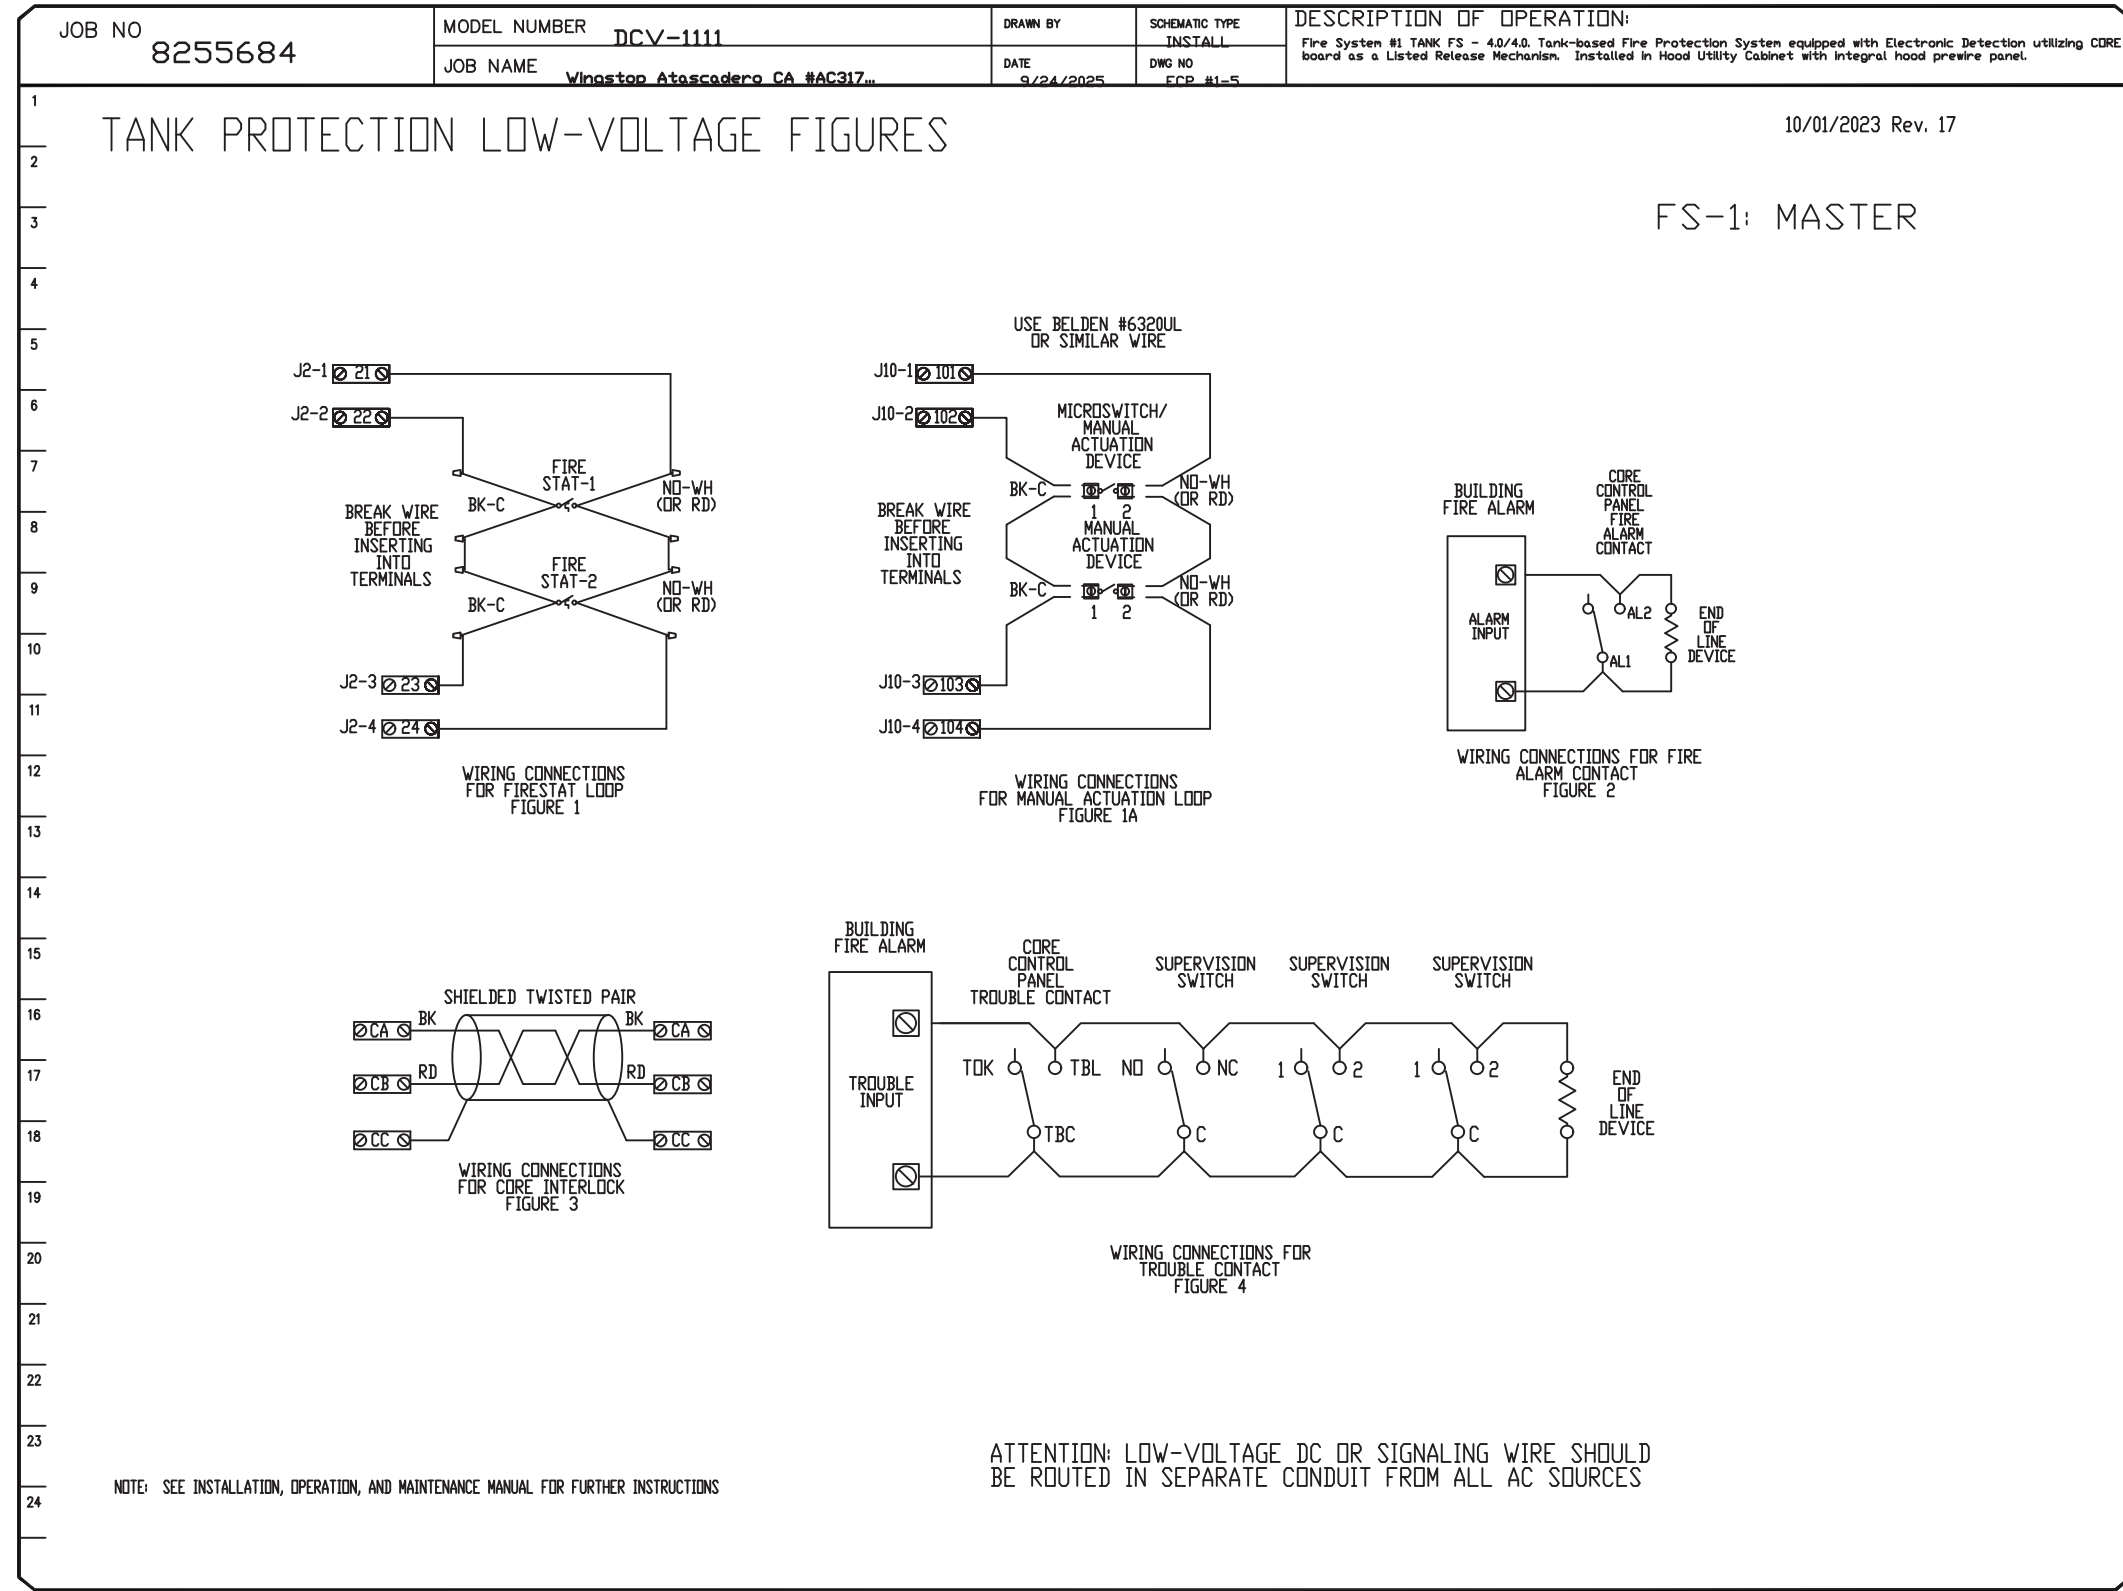 JOB NO
8255684
MODEL NUMBER
DCV-1111
JOB NAME
Wingstop Atascadero CA #AC317...
DRAWN BY
DATE
9/24/2025
SCHEMATIC TYPE
INSTALL
DWG NO
ECP #1-5
DESCRIPTION OF OPERATION:
Fire System #1 TANK FS - 4.0/4.0. Tank-based Fire Protection System equipped with Electronic Detection utilizing CORE
board as a Listed Release Mechanism. Installed in Hood Utility Cabinet with integral hood prewire panel.
1
2
3
4
5
6
7
8
9
10
11
12
13
14
15
16
17
18
19
20
21
22
23
24
TANK PROTECTION LOW-VOLTAGE FIGURES
10/01/2023 Rev. 17
FS-1: MASTER
J2-1
21
J2-2
22
FIRE
STAT-1
BK-C
NO-WH
(OR RD)
BREAK WIRE
BEFORE
INSERTING
INTO
TERMINALS
FIRE
STAT-2
BK-C
NO-WH
(OR RD)
J2-3
23
J2-4
24
WIRING CONNECTIONS
FOR FIRESTAT LOOP
FIGURE 1
USE BELDEN #6320UL
OR SIMILAR WIRE
J10-1
101
J10-2
102
MICROSWITCH/
MANUAL
ACTUATION
DEVICE
BK-C
NO-WH
(OR RD)
1 2
BREAK WIRE
BEFORE
INSERTING
INTO
TERMINALS
MANUAL
ACTUATION
DEVICE
BK-C
NO-WH
(OR RD)
1 2
J10-3
103
J10-4
104
WIRING CONNECTIONS
FOR MANUAL ACTUATION LOOP
FIGURE 1A
BUILDING
FIRE ALARM
CORE
CONTROL
PANEL
FIRE
ALARM
CONTACT
ALARM
INPUT
AL2
AL1
END
OF
LINE
DEVICE
WIRING CONNECTIONS FOR FIRE
ALARM CONTACT
FIGURE 2
SHIELDED TWISTED PAIR
CA
BK
BK
CA
CB
RD
RD
CB
CC
CC
WIRING CONNECTIONS
FOR CORE INTERLOCK
FIGURE 3
BUILDING
FIRE ALARM
CORE
CONTROL
PANEL
TROUBLE CONTACT
SUPERVISION
SWITCH
SUPERVISION
SWITCH
SUPERVISION
SWITCH
TROUBLE
INPUT
TOK
TBL
TBC
NO
NC
C
1
2
C
1
2
C
END
OF
LINE
DEVICE
WIRING CONNECTIONS FOR
TROUBLE CONTACT
FIGURE 4
ATTENTION: LOW-VOLTAGE DC OR SIGNALING WIRE SHOULD
BE ROUTED IN SEPARATE CONDUIT FROM ALL AC SOURCES
NOTE: SEE INSTALLATION, OPERATION, AND MAINTENANCE MANUAL FOR FURTHER INSTRUCTIONS